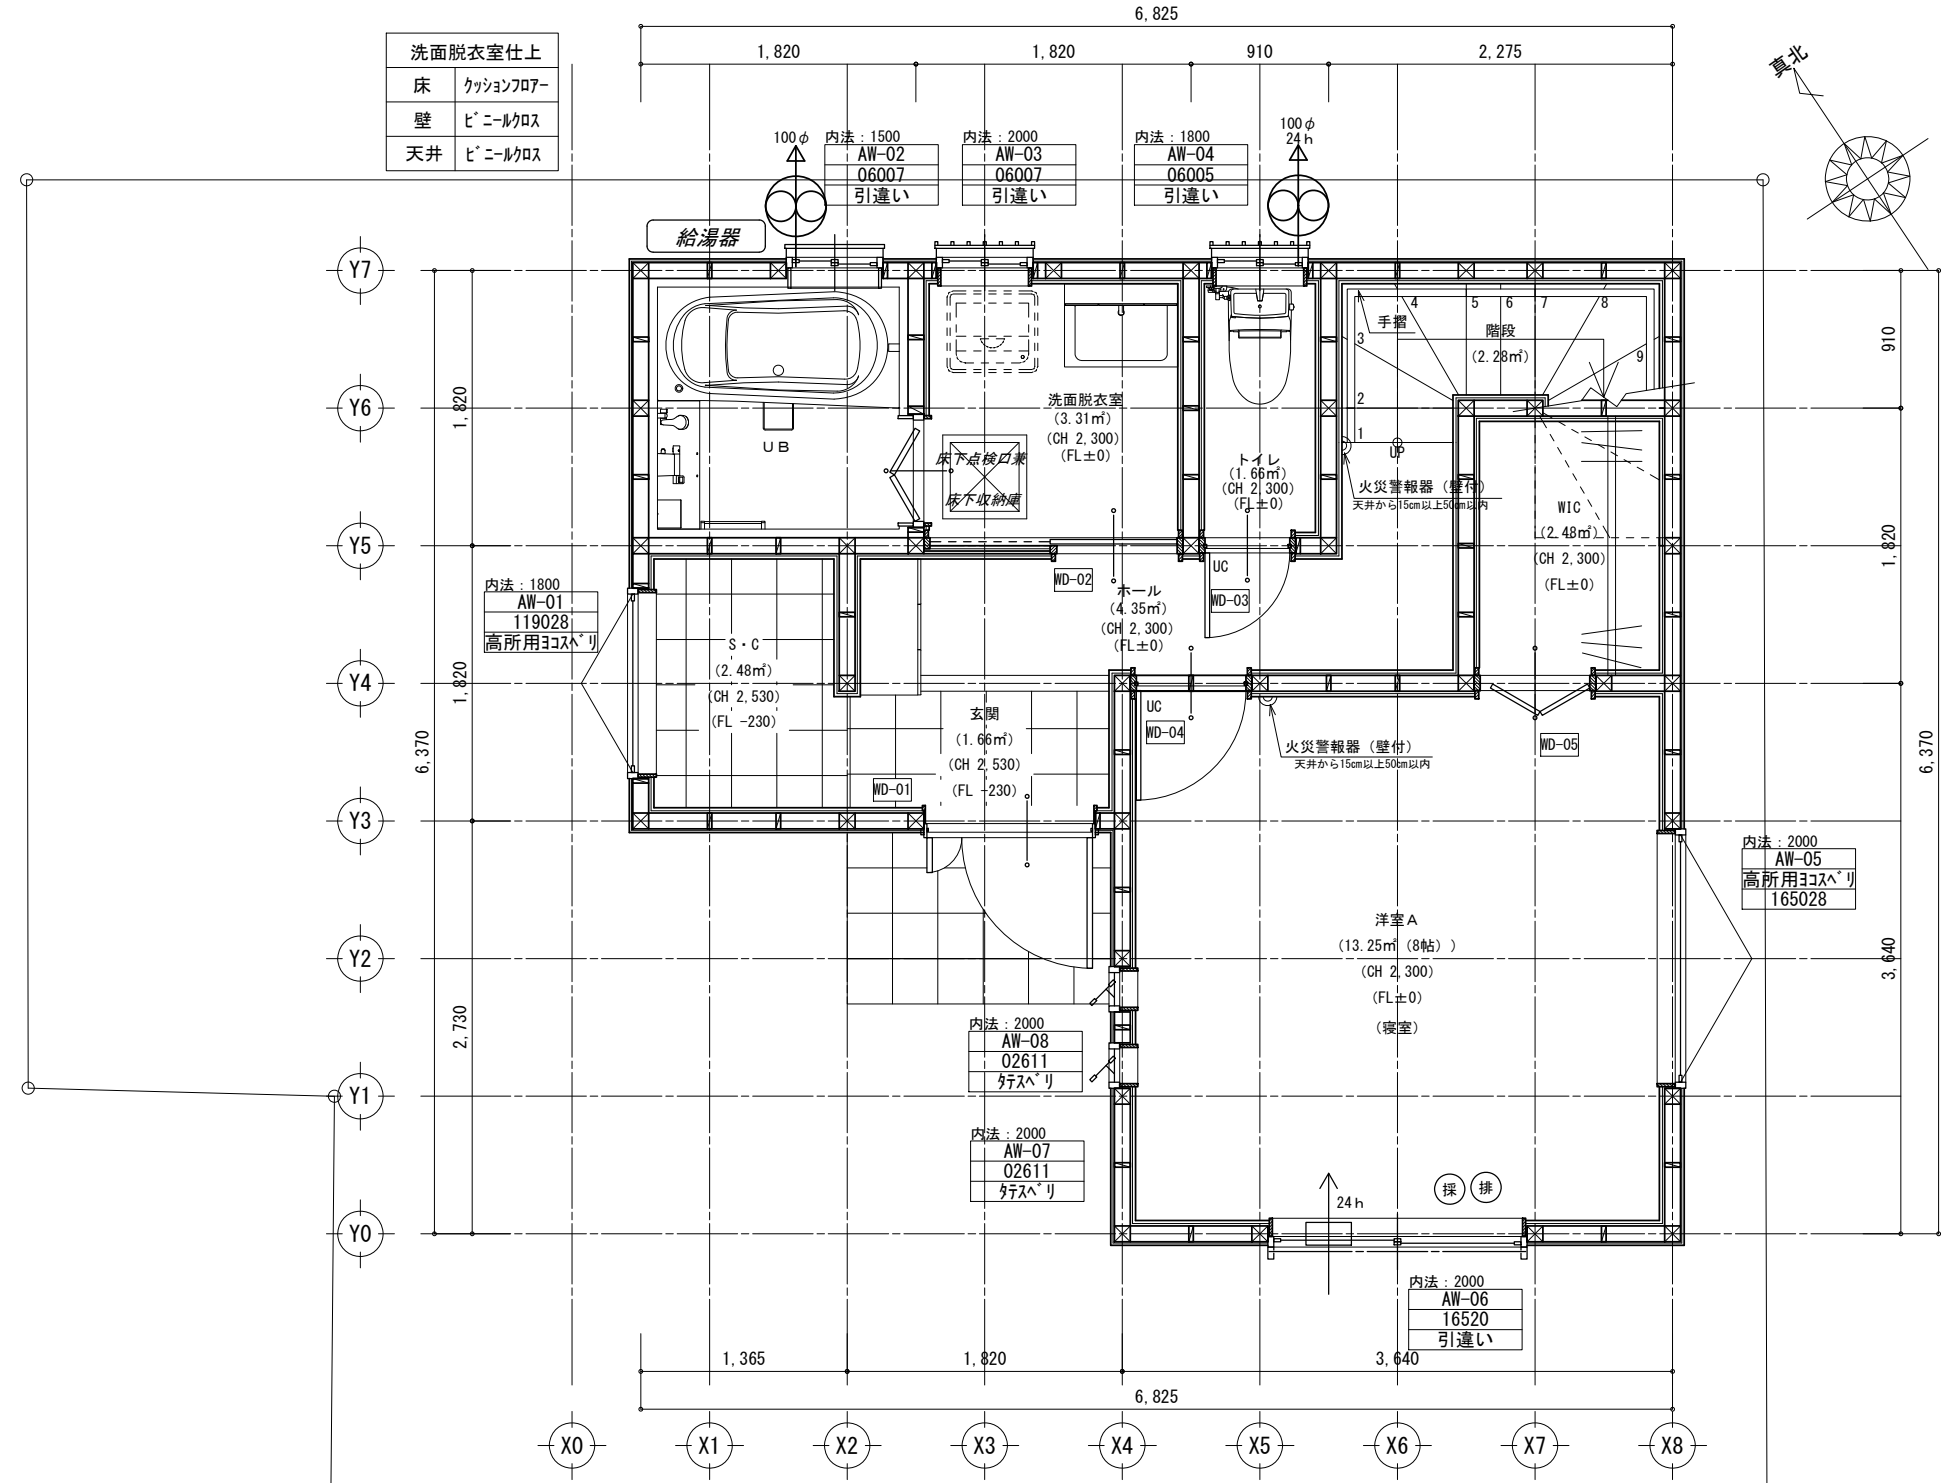 6,825
1,820
1,820
910
2,275
真北
洗面脱衣室仕上
床 クッションフロアー
壁 ビニールクロス
天井 ビニールクロス
100φ
内法：1500
AW-02
06007
引違い
内法：2000
AW-03
06007
引違い
内法：1800
AW-04
06005
引違い
100φ
24h
給湯器
Y7
Y6
Y5
Y4
Y3
Y2
Y1
Y0
1,820
1,820
2,730
6,370
910
1,820
3,640
6,370
手摺
階段
(2.28㎡)
1
2
3
4
5
6
7
8
9
UP
UB
洗面脱衣室
(3.31㎡)
(CH 2,300)
(FL±0)
床下点検口兼
床下収納庫
トイレ
(1.66㎡)
(CH 2,300)
(FL±0)
火災警報器（壁付）
天井から15cm以上50cm以内
WIC
(2.48㎡)
(CH 2,300)
(FL±0)
内法：1800
AW-01
119028
高所用ヨコスベリ
WD-02
UC
WD-03
ホール
(4.35㎡)
(CH 2,300)
(FL±0)
S・C
(2.48㎡)
(CH 2,530)
(FL -230)
玄関
(1.66㎡)
(CH 2,530)
(FL -230)
WD-01
UC
WD-04
火災警報器（壁付）
天井から15cm以上50cm以内
WD-05
内法：2000
AW-05
高所用ヨコスベリ
165028
洋室A
(13.25㎡（8帖）)
(CH 2,300)
(FL±0)
(寝室)
内法：2000
AW-08
02611
タテスベリ
内法：2000
AW-07
02611
タテスベリ
24h
採
排
内法：2000
AW-06
16520
引違い
1,365
1,820
3,640
6,825
X0
X1
X2
X3
X4
X5
X6
X7
X8